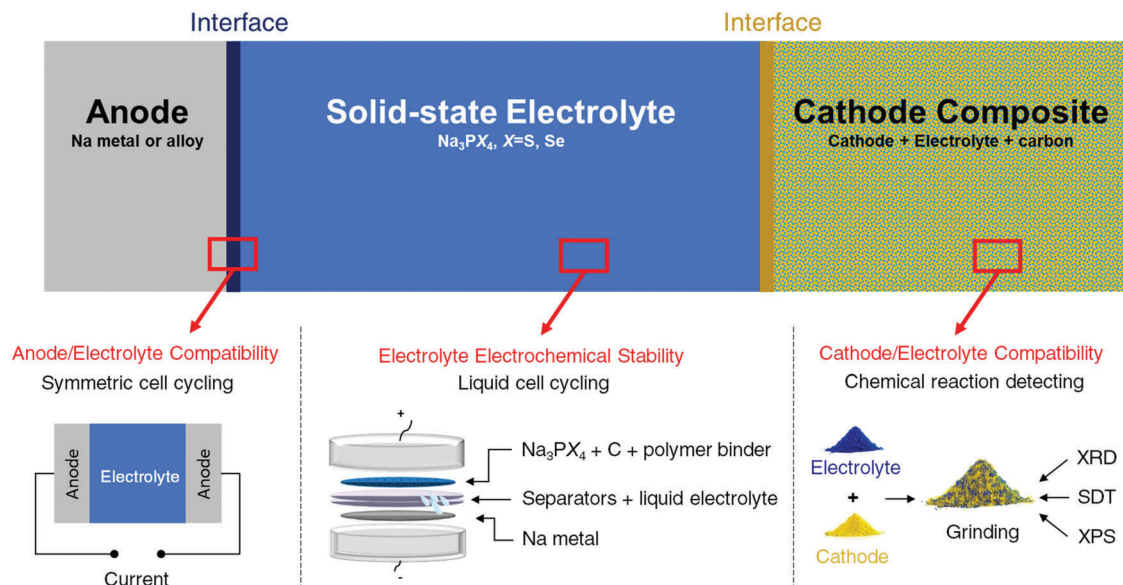 Interface
Interface
Anode
Na metal or alloy
Solid-state Electrolyte
Na₃PX₄, X=S, Se
Cathode Composite
Cathode + Electrolyte + carbon
Anode/Electrolyte Compatibility
Symmetric cell cycling
Anode
Electrolyte
Anode
Current
Electrolyte Electrochemical Stability
Liquid cell cycling
+
Na₃PX₄ + C + polymer binder
Separators + liquid electrolyte
Na metal
-
Cathode/Electrolyte Compatibility
Chemical reaction detecting
Electrolyte
+
Cathode
Grinding
XRD
SDT
XPS